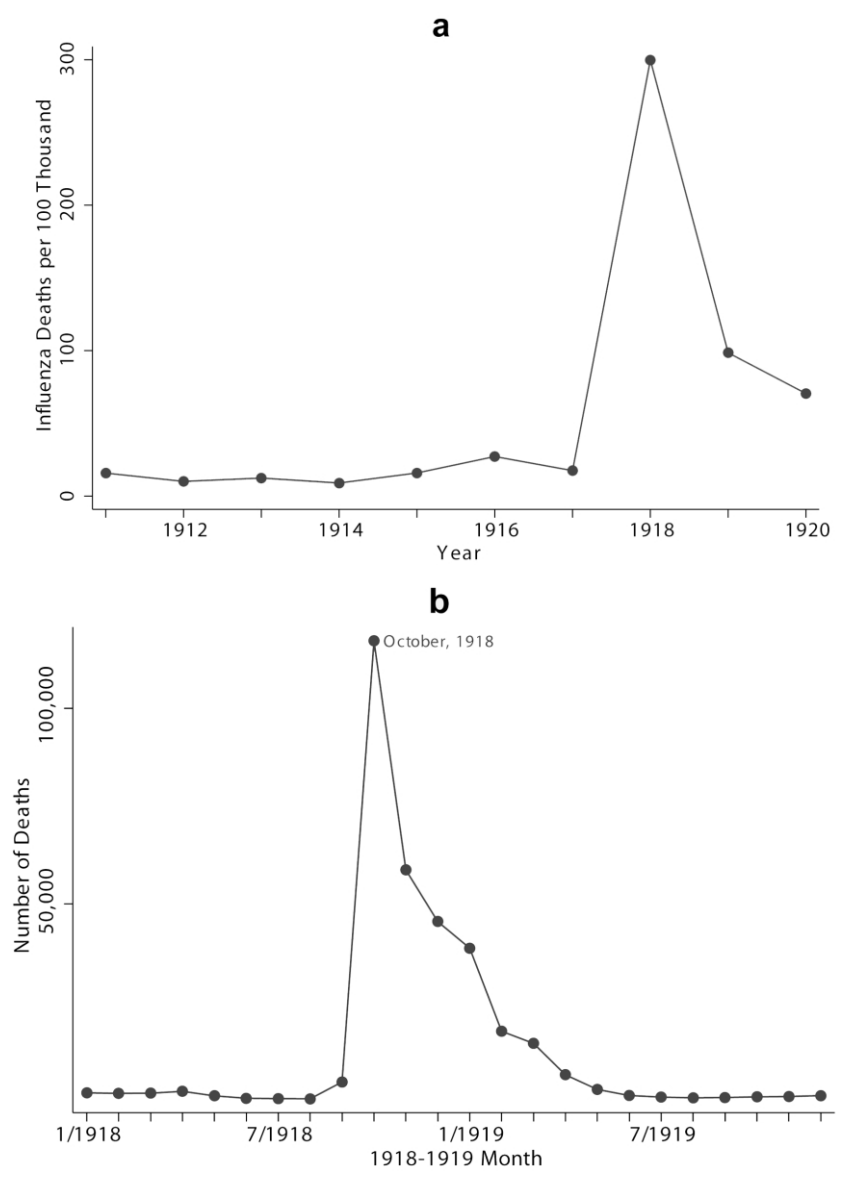 a
300
200
100
0
Influenza Deaths per 100 Thousand
1912 1914 1916 1918 1920
Year
b
October, 1918
100,000
50,000
Number of Deaths
1/1918 7/1918 1/1919 7/1919
1918-1919 Month